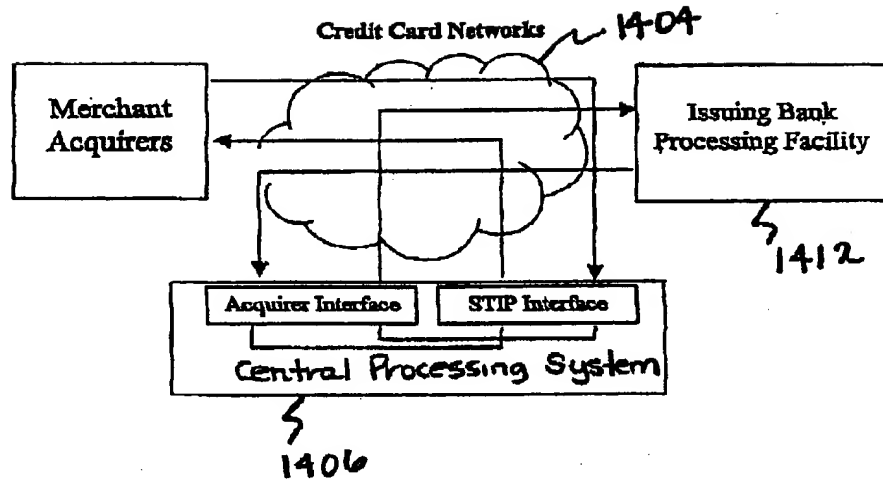 Credit Card Networks
1404
Merchant
Acquirers
Issuing Bank
Processing Facility
1412
Acquirer Interface
STIP Interface
Central Processing System
1406